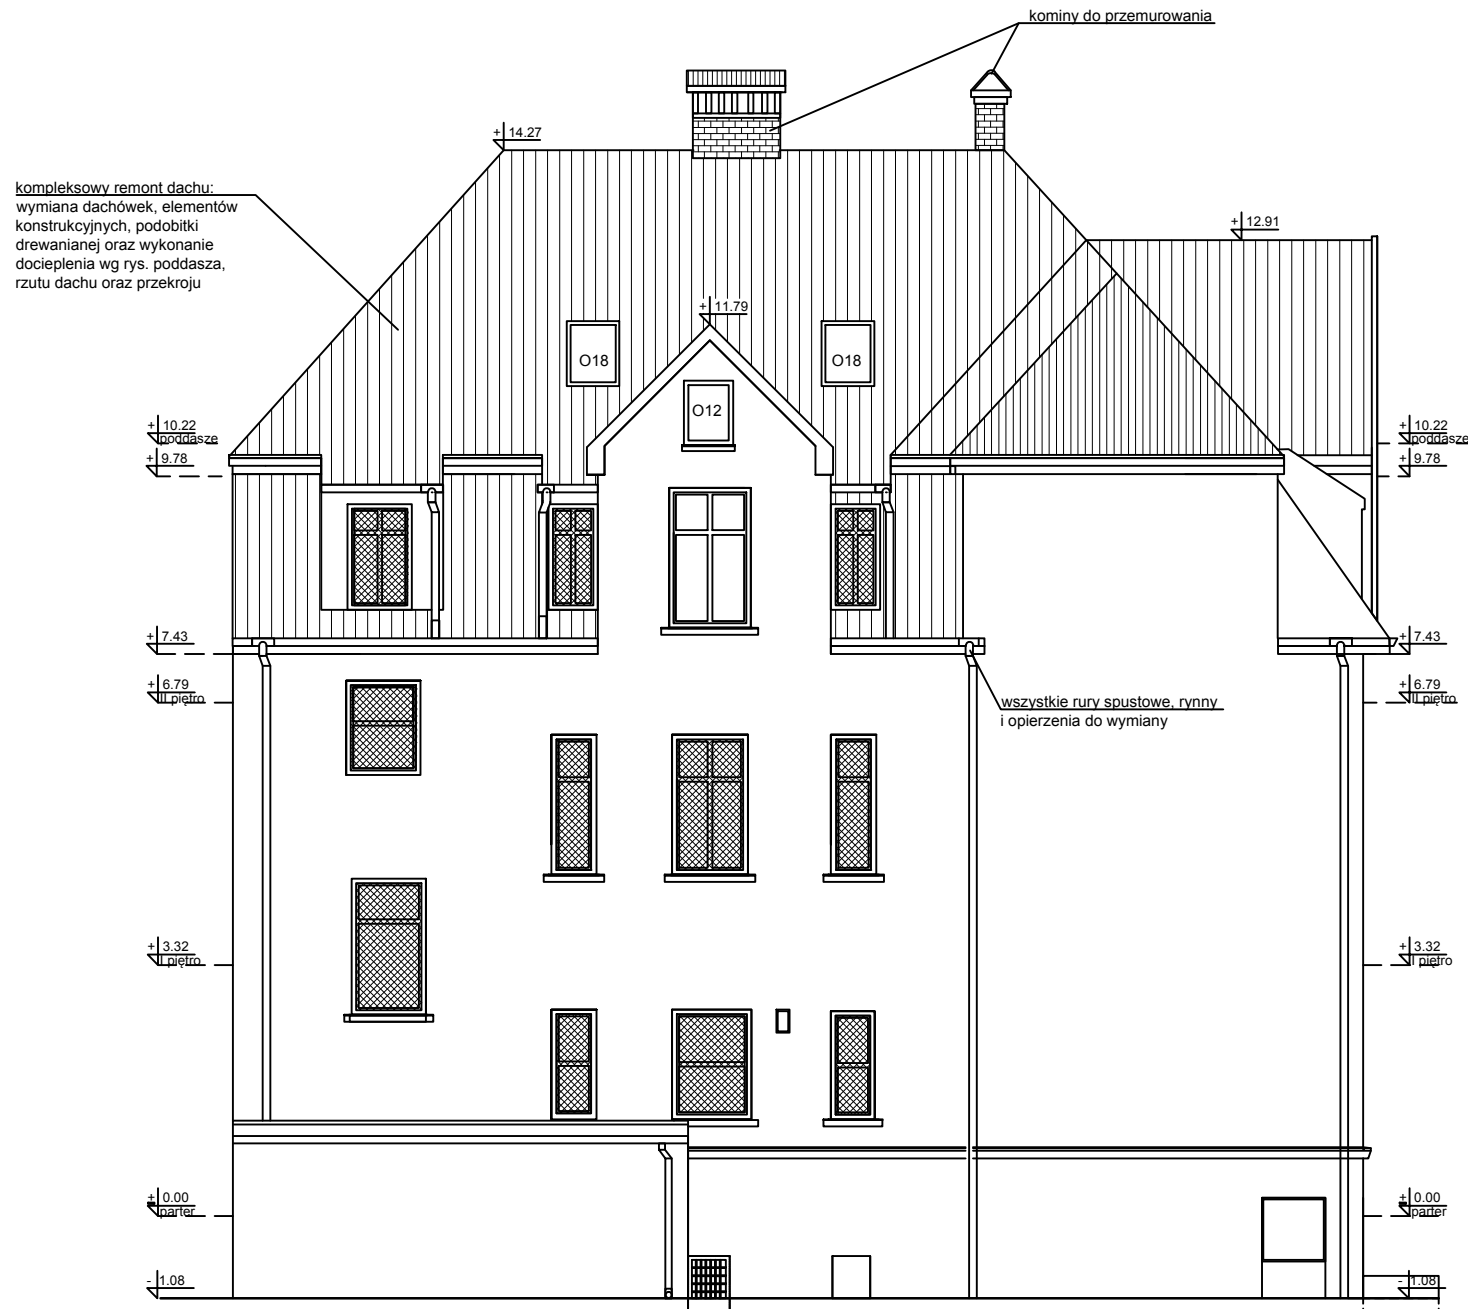 kominy do przemurowania
+ 14.27
kompleksowy remont dachu:
wymiana dachówek, elementów
konstrukcyjnych, podobitki
drewanianej oraz wykonanie
docieplenia wg rys. poddasza,
rzutu dachu oraz przekroju
+ 12.91
+ 11.79
O18
O18
O12
+ 10.22
poddasze
+ 10.22
poddasze
+ 9.78
+ 9.78
+ 7.43
+ 7.43
+ 6.79
II piętro
+ 6.79
II piętro
wszystkie rury spustowe, rynny
i opierzenia do wymiany
+ 3.32
I piętro
+ 3.32
I piętro
± 0.00
parter
± 0.00
parter
- 1.08
- 1.08